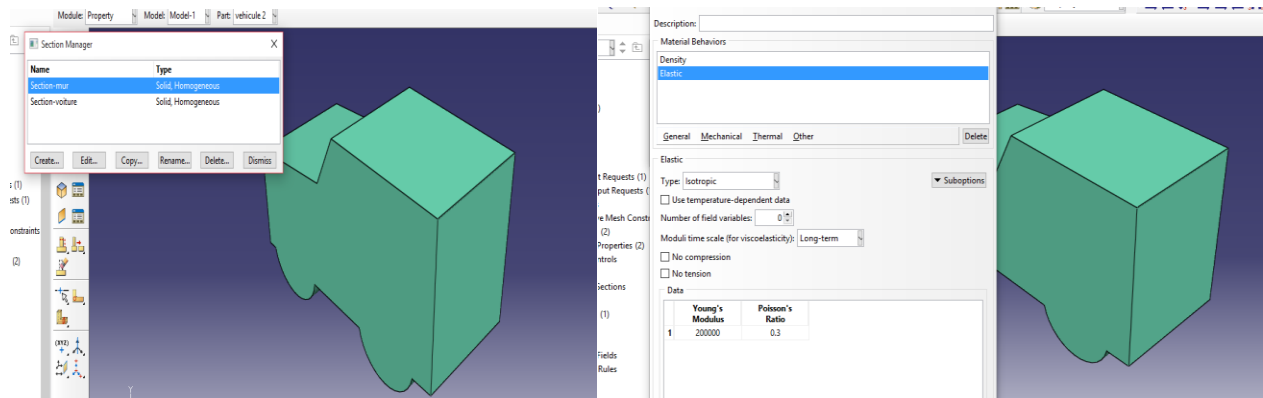 Module: Property Model: Model-1 Part: vehicule 2
Section Manager X
Name Type
Section-mur Solid, Homogeneous
Section-voiture Solid, Homogeneous
Create... Edit... Copy... Rename... Delete... Dismiss
s (1)
sts (1)
onstraints
(2)
(XYZ)
Y
Description:
Material Behaviors
Density
Elastic
General Mechanical Thermal Other Delete
Elastic
Type: Isotropic Suboptions
Use temperature-dependent data
Number of field variables: 0
Moduli time scale (for viscoelasticity): Long-term
No compression
No tension
Data
Young's Modulus Poisson's Ratio
1 200000 0.3
)
t Requests (1)
put Requests (
ve Mesh Constr
(2)
Properties (2)
ntrols
Sections
(1)
Fields
Rules